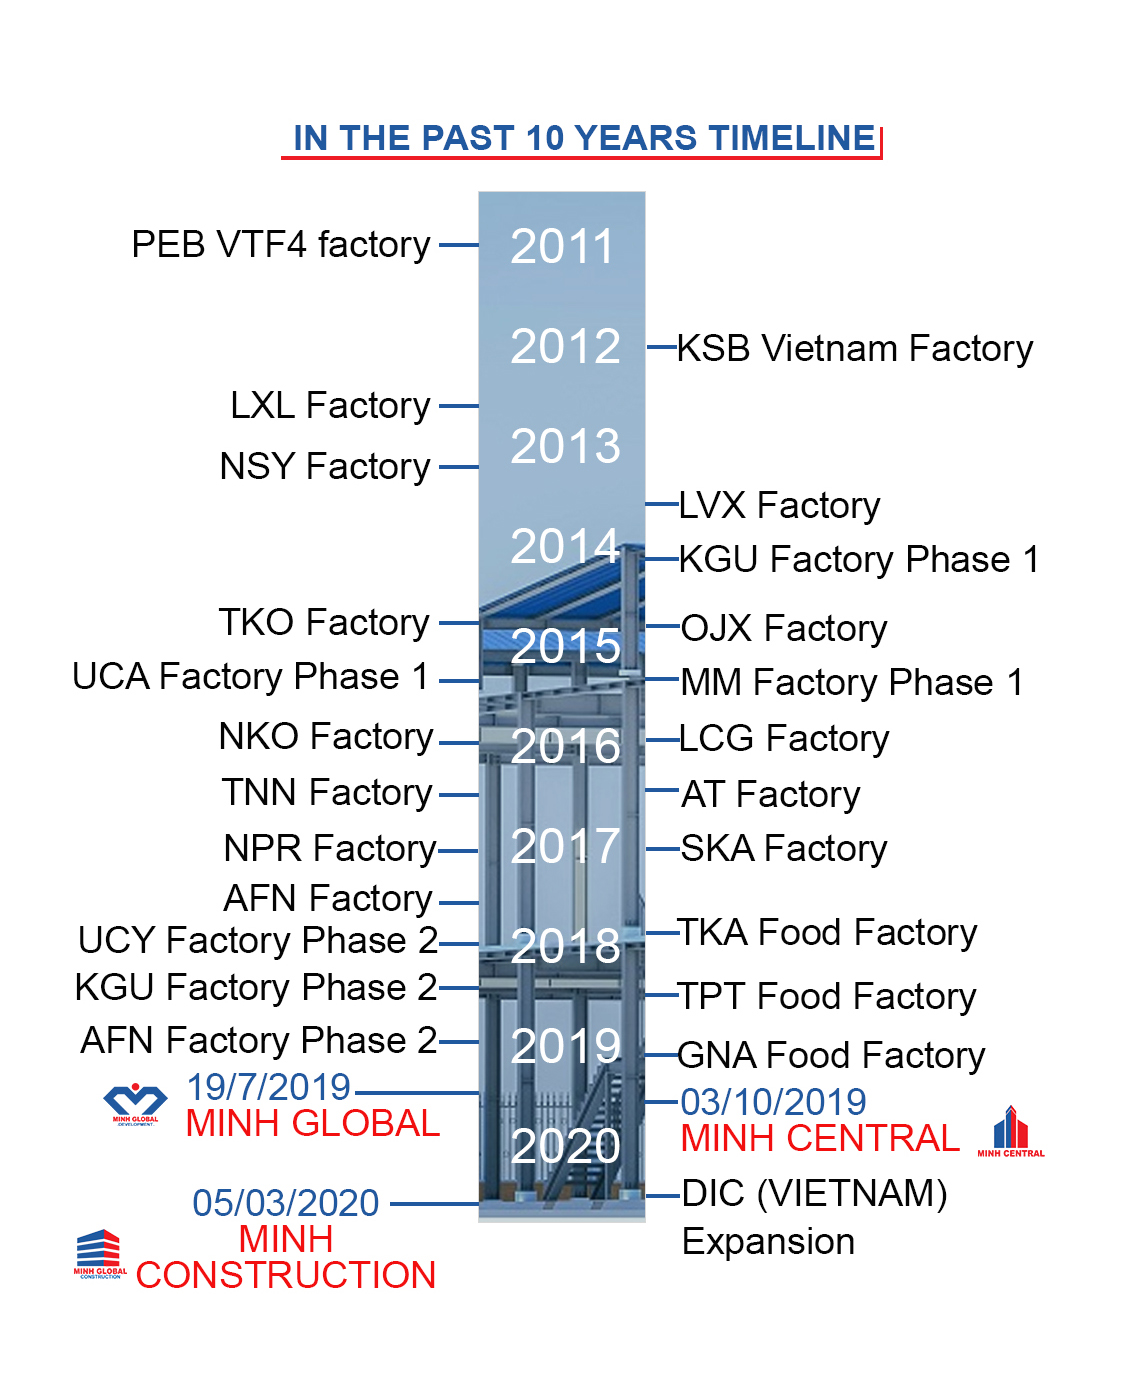 IN THE PAST 10 YEARS TIMELINE
PEB VTF4 factory
2011
2012
KSB Vietnam Factory
LXL Factory
2013
NSY Factory
LVX Factory
2014
KGU Factory Phase 1
TKO Factory
OJX Factory
2015
UCA Factory Phase 1
MM Factory Phase 1
NKO Factory
LCG Factory
2016
TNN Factory
AT Factory
NPR Factory
2017
SKA Factory
AFN Factory
TKA Food Factory
UCY Factory Phase 2
2018
KGU Factory Phase 2
TPT Food Factory
AFN Factory Phase 2
2019
GNA Food Factory
19/7/2019
MINH GLOBAL
MINH GLOBAL
DEVELOPMENT
03/10/2019
MINH CENTRAL
MINH CENTRAL
2020
05/03/2020
MINH
CONSTRUCTION
MINH GLOBAL
CONSTRUCTION
DIC (VIETNAM)
Expansion